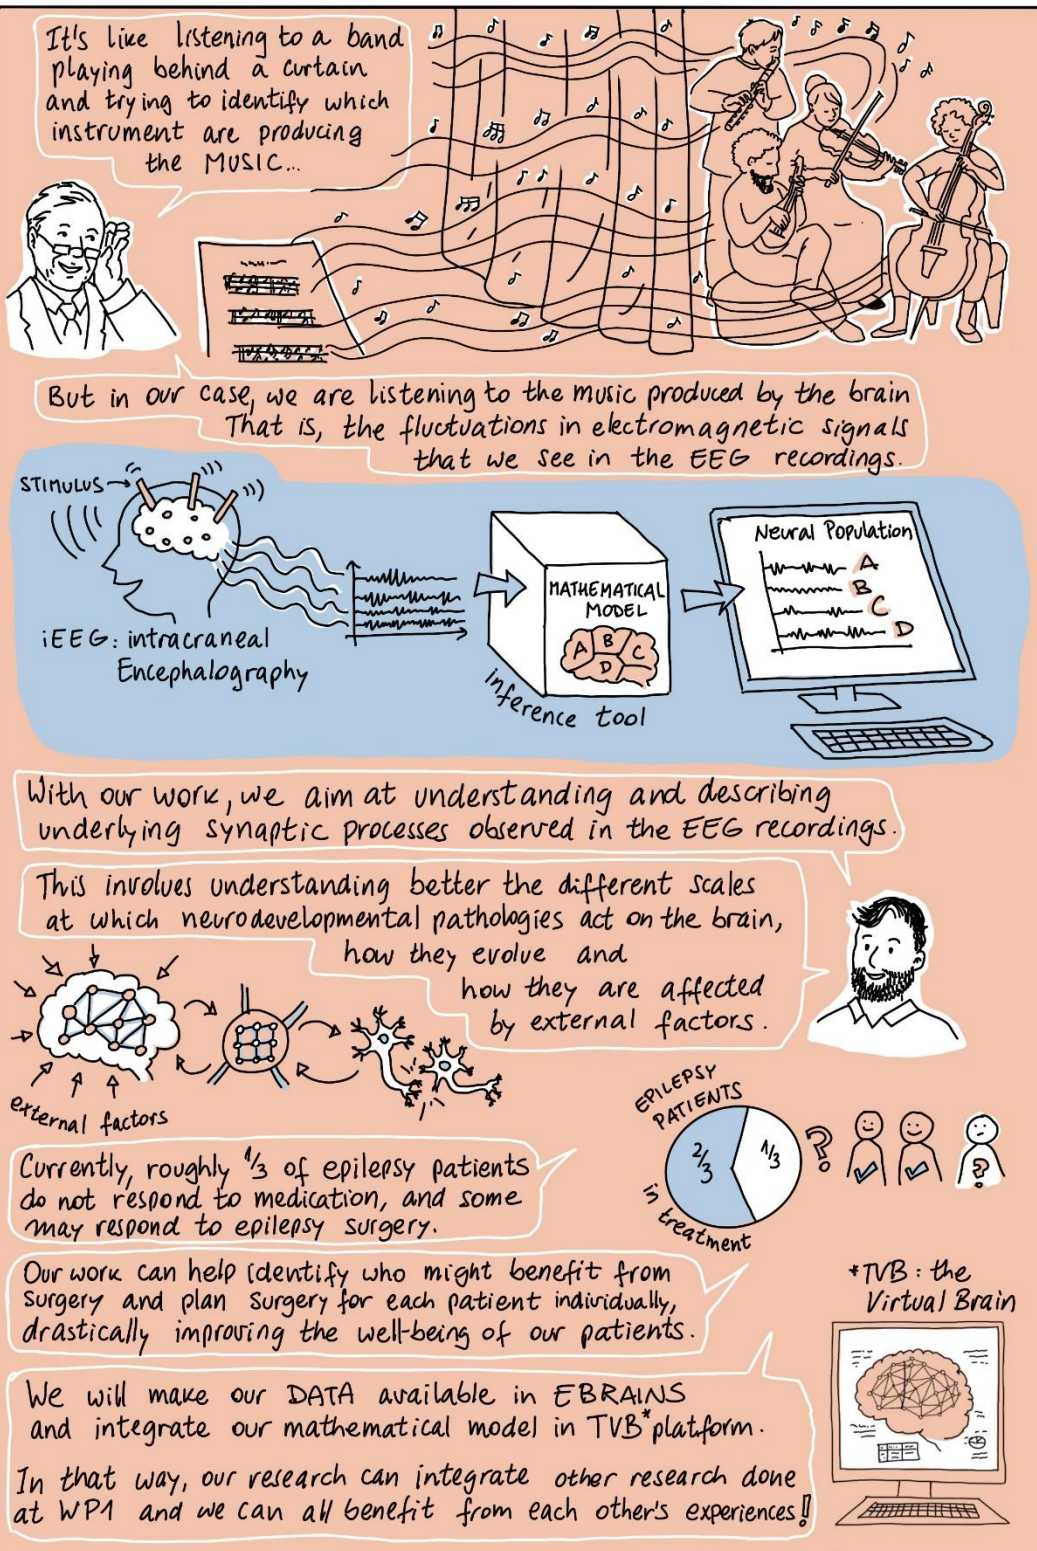 It's like listening to a band
playing behind a curtain
and trying to identify which
instrument are producing
the MUSIC...
But in our case, we are listening to the music produced by the brain
That is, the fluctuations in electromagnetic signals
that we see in the EEG recordings.
STIMULUS
iEEG: intracraneal
Encephalography
MATHEMATICAL
MODEL
A B C
D
inference tool
Neural Population
A
B
C
D
With our work, we aim at understanding and describing
underlying synaptic processes observed in the EEG recordings.
This involves understanding better the different scales
at which neurodevelopmental pathologies act on the brain,
how they evolve and
how they are affected
by external factors.
external factors
EPILEPSY
PATIENTS
2/3
1/3
in treatment
?
?
Currently, roughly 1/3 of epilepsy patients
do not respond to medication, and some
may respond to epilepsy surgery.
Our work can help identify who might benefit from
surgery and plan surgery for each patient individually,
drastically improving the well-being of our patients.
*TVB: the
Virtual Brain
We will make our DATA available in EBRAINS
and integrate our mathematical model in TVB* platform.
In that way, our research can integrate other research done
at WP1 and we can all benefit from each other's experiences!